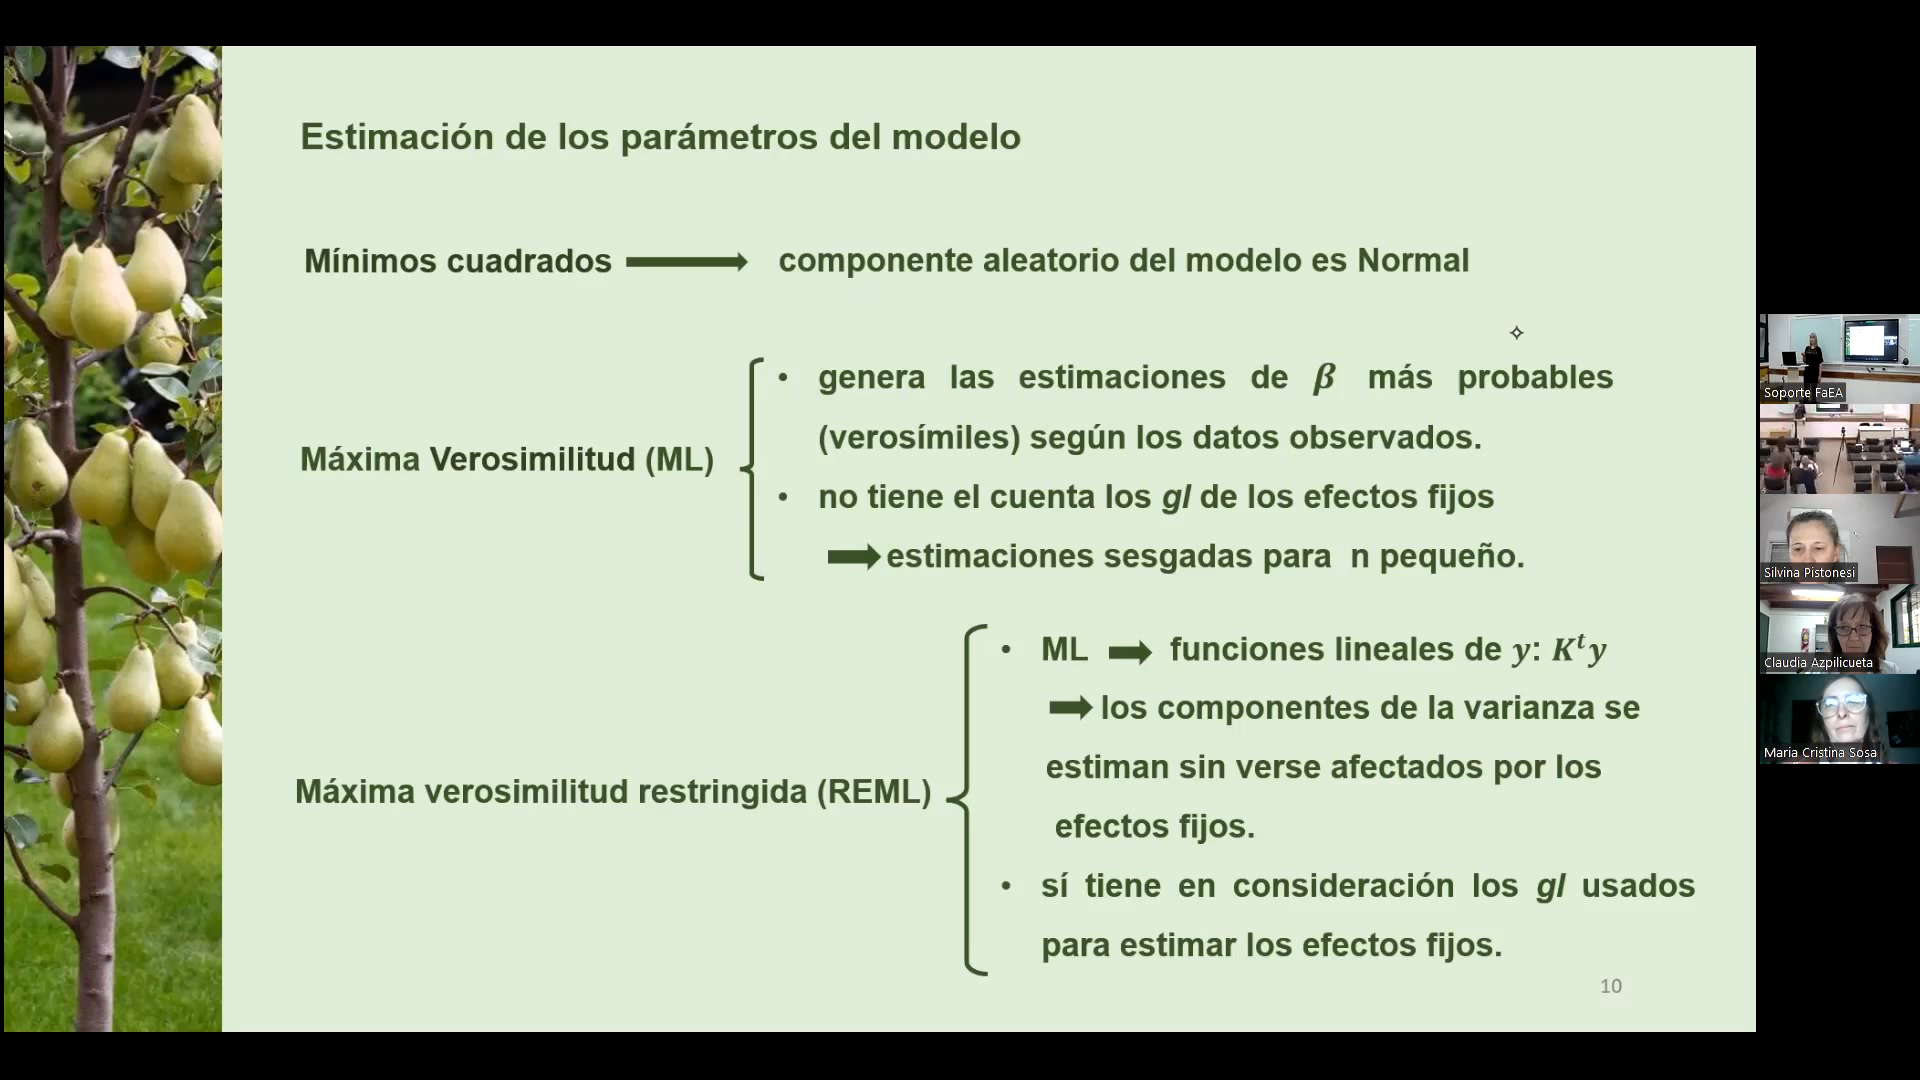 Estimación de los parámetros del modelo
Mínimos cuadrados componente aleatorio del modelo es Normal
Máxima Verosimilitud (ML)
• genera las estimaciones de β más probables
(verosímiles) según los datos observados.
• no tiene el cuenta los gl de los efectos fijos
estimaciones sesgadas para n pequeño.
Máxima verosimilitud restringida (REML)
• ML funciones lineales de y: Kᵗy
los componentes de la varianza se
estiman sin verse afectados por los
efectos fijos.
• sí tiene en consideración los gl usados
para estimar los efectos fijos.
10
Soporte FaEA
Silvina Pistonesi
Claudia Azpilicueta
Maria Cristina Sosa